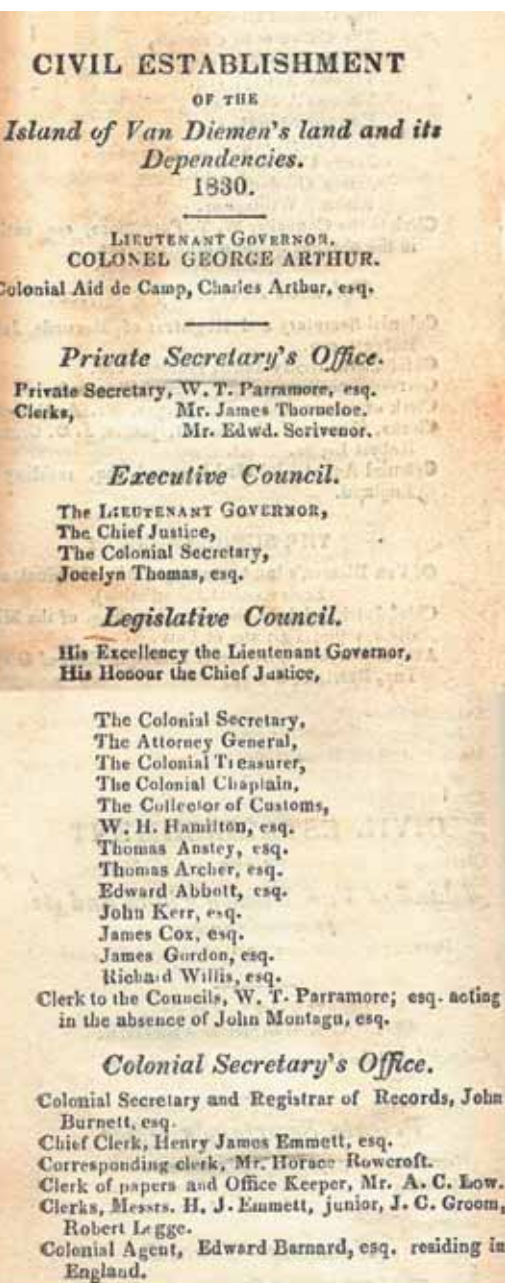 CIVIL ESTABLISHMENT
OF THE
Island of Van Diemen's land and its
Dependencies.
1830.
LIEUTENANT GOVERNOR.
COLONEL GEORGE ARTHUR.
Colonial Aid de Camp, Charles Arthur, esq.
Private Secretary's Office.
Private Secretary, W. T. Parramore, esq.
Clerks, Mr. James Thorneloe.
Mr. Edwd. Scrivenor.
Executive Council.
The LIEUTENANT GOVERNOR,
The Chief Justice,
The Colonial Secretary,
Jocelyn Thomas, esq.
Legislative Council.
His Excellency the Lieutenant Governor,
His Honour the Chief Justice,
The Colonial Secretary,
The Attorney General,
The Colonial Treasurer,
The Colonial Chaplain,
The Collector of Customs,
W. H. Hamilton, esq.
Thomas Anstey, esq.
Thomas Archer, esq.
Edward Abbott, esq.
John Kerr, esq.
James Cox, esq.
James Gordon, esq.
Richard Willis, esq.
Clerk to the Councils, W. T. Parramore; esq. acting
in the absence of John Montagu, esq.
Colonial Secretary's Office.
Colonial Secretary and Registrar of Records, John
Burnett, esq.
Chief Clerk, Henry James Emmett, esq.
Corresponding clerk, Mr. Horace Rowcroft.
Clerk of papers and Office Keeper, Mr. A. C. Low.
Clerks, Messrs. H. J. Emmett, junior, J. C. Groom,
Robert Legge.
Colonial Agent, Edward Barnard, esq. residing in
England.